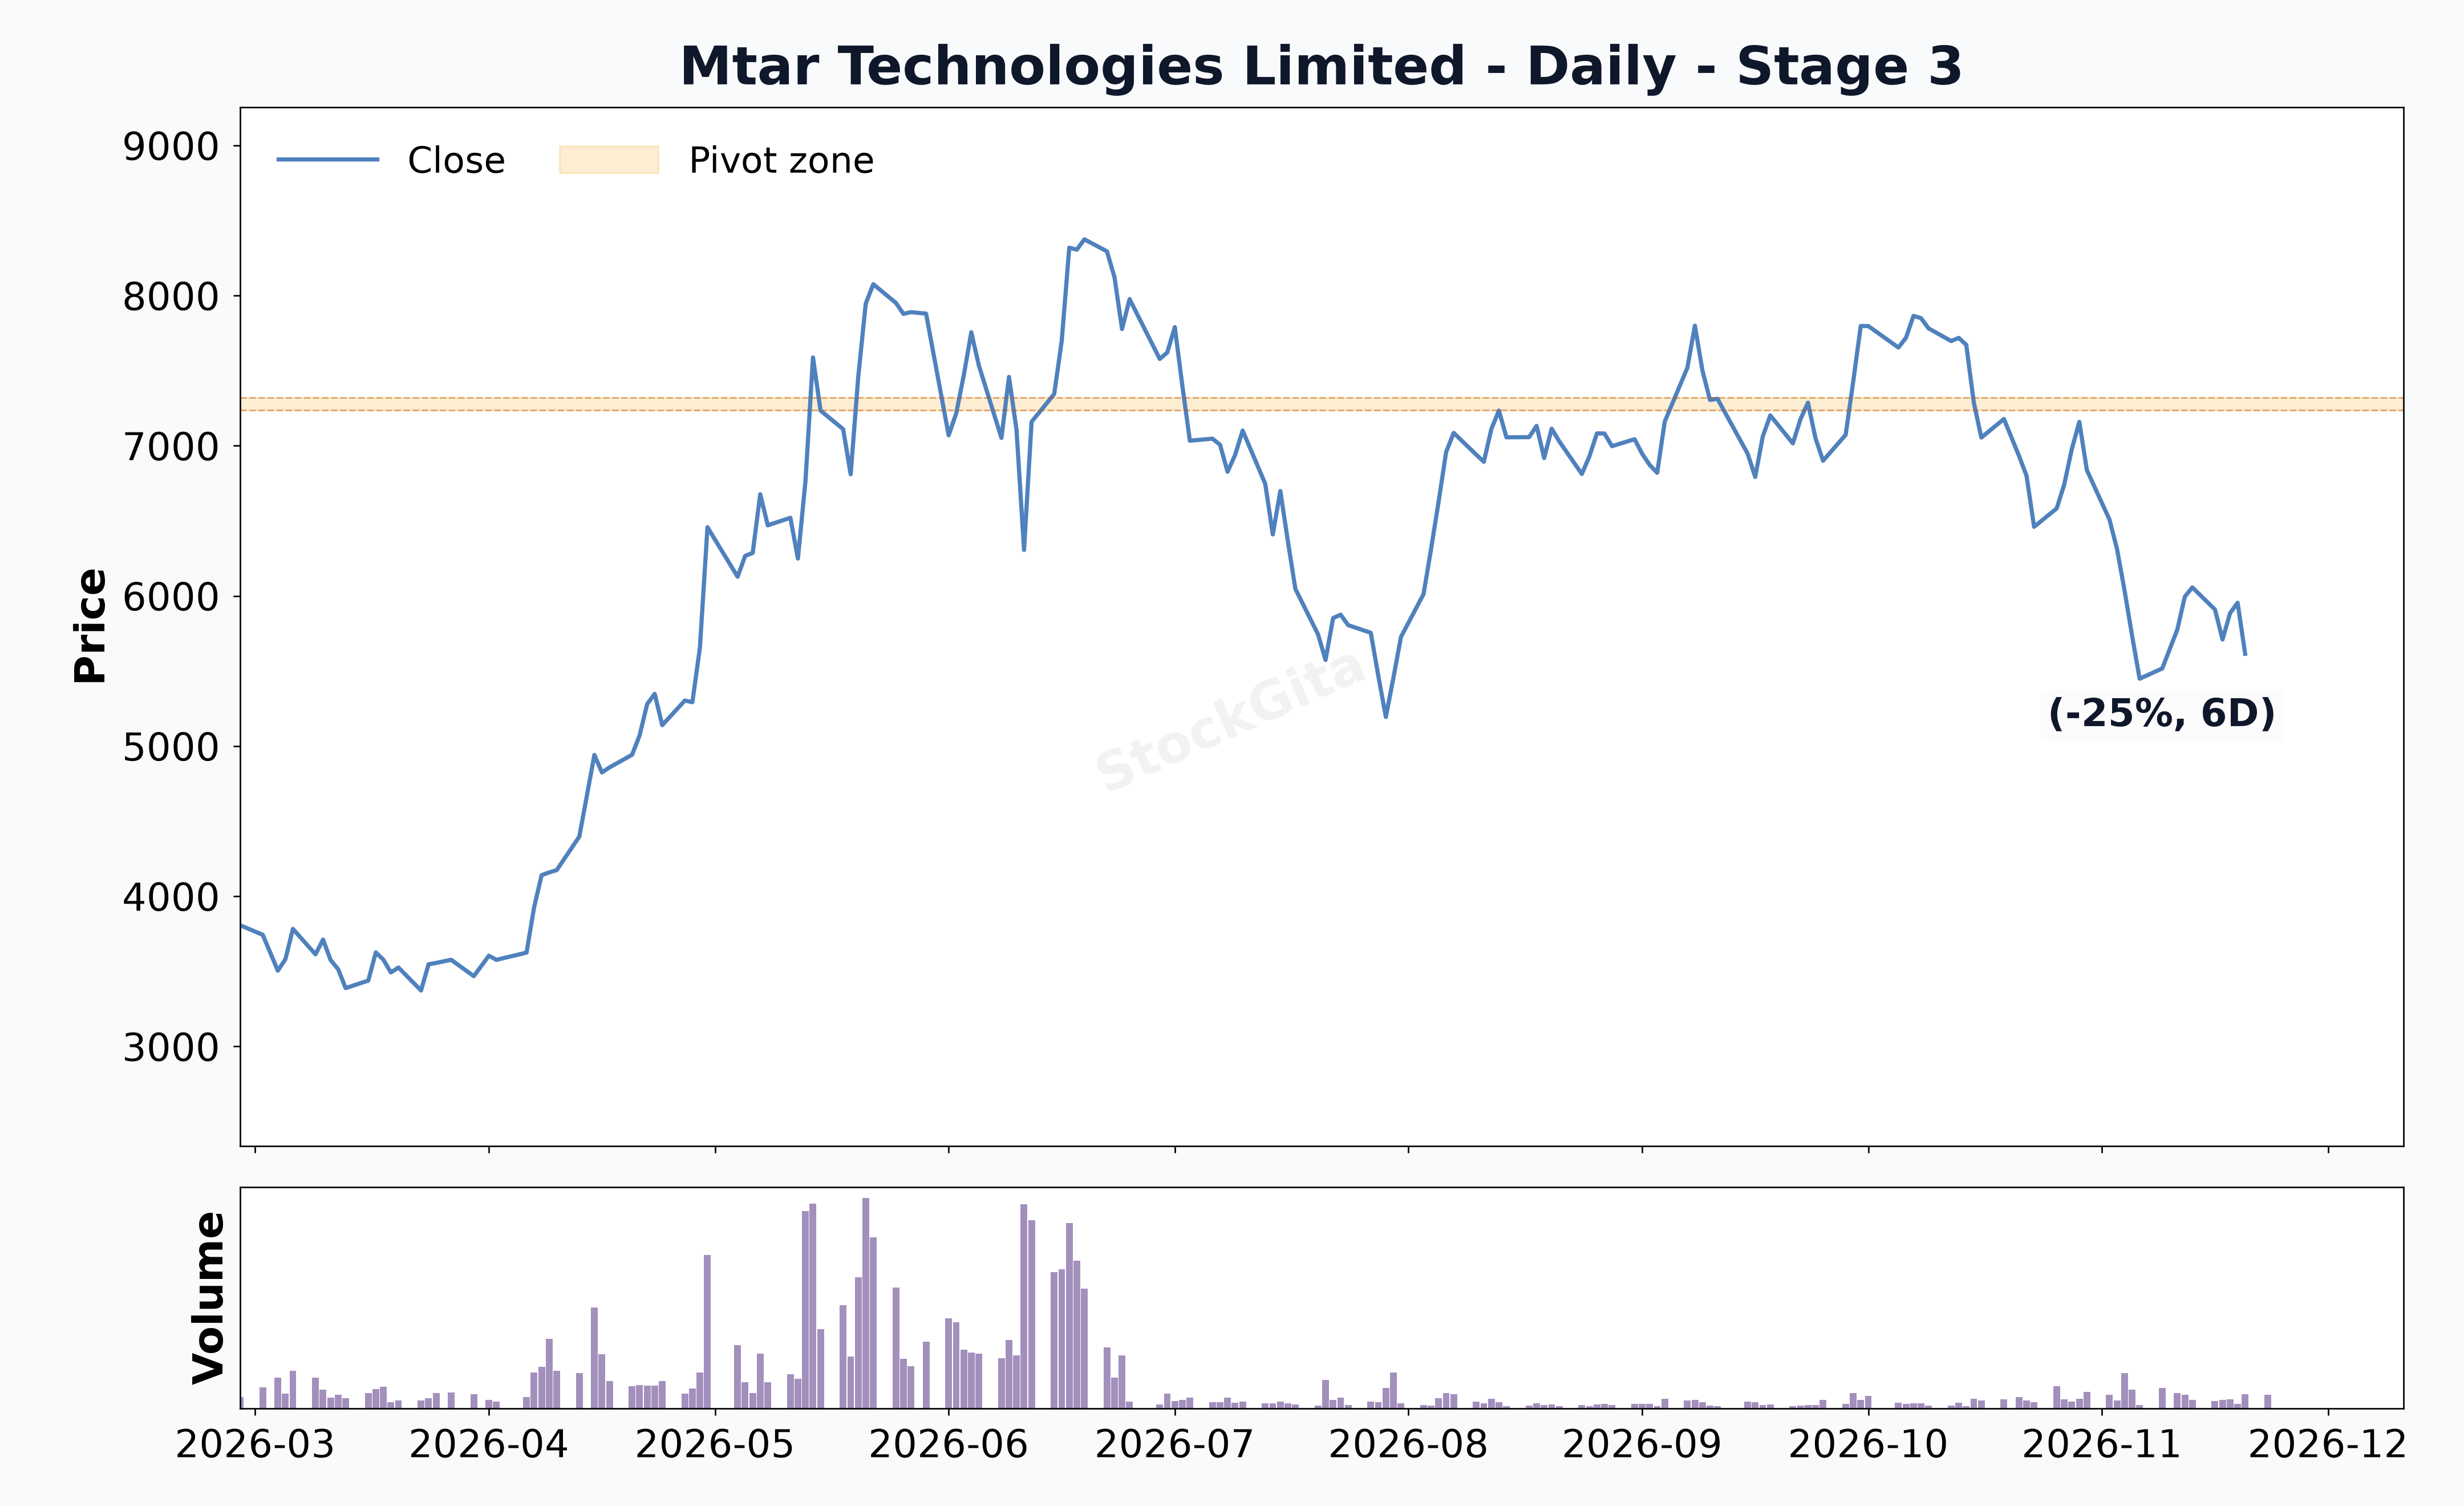 Mtar Technologies Limited - Daily - Stage 3
Close
Pivot zone
9000
8000
7000
6000
5000
4000
3000
Price
StockGita
(-25%, 6D)
Volume
2026-03
2026-04
2026-05
2026-06
2026-07
2026-08
2026-09
2026-10
2026-11
2026-12